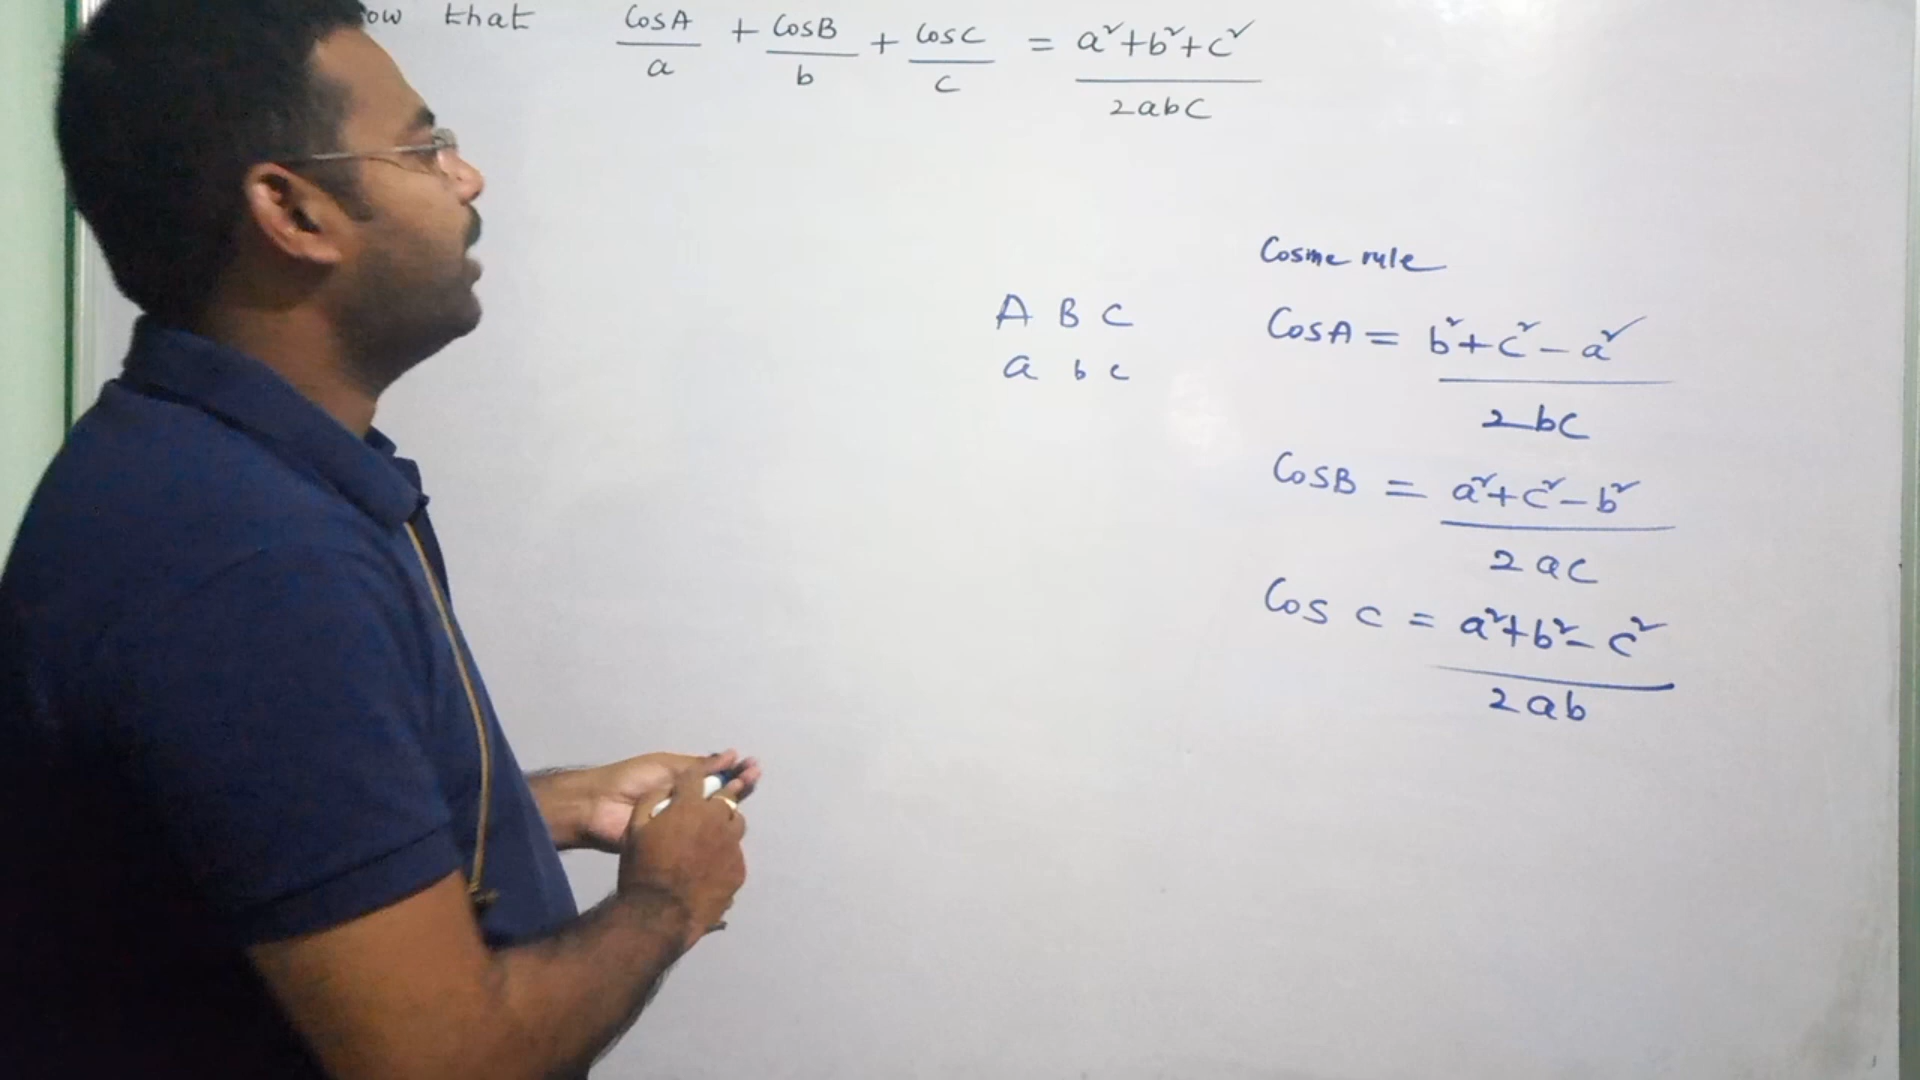 ow that CosA/a + CosB/b + Cosc/c = a²+b²+c²/2abc
Cosine rule
A B C
a b c
CosA = b²+c²-a²/2bc
CosB = a²+c²-b²/2ac
Cos c = a²+b²-c²/2ab